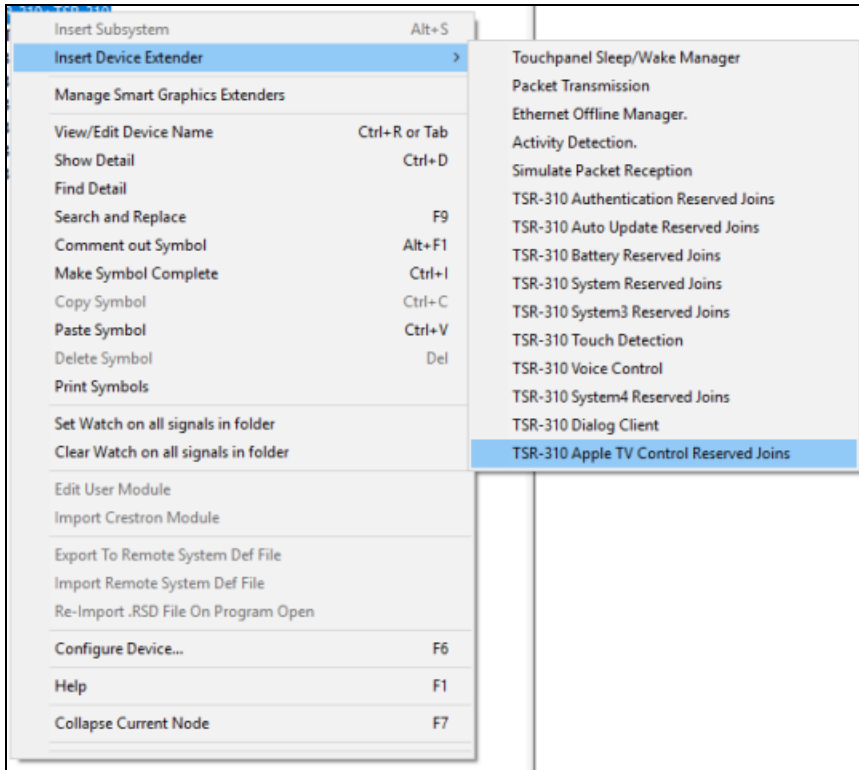 Insert Subsystem Alt+S
Insert Device Extender >
Manage Smart Graphics Extenders
View/Edit Device Name Ctrl+R or Tab
Show Detail Ctrl+D
Find Detail
Search and Replace F9
Comment out Symbol Alt+F1
Make Symbol Complete Ctrl+I
Copy Symbol Ctrl+C
Paste Symbol Ctrl+V
Delete Symbol Del
Print Symbols
Set Watch on all signals in folder
Clear Watch on all signals in folder
Edit User Module
Import Crestron Module
Export To Remote System Def File
Import Remote System Def File
Re-Import .RSD File On Program Open
Configure Device... F6
Help F1
Collapse Current Node F7
Touchpanel Sleep/Wake Manager
Packet Transmission
Ethernet Offline Manager.
Activity Detection.
Simulate Packet Reception
TSR-310 Authentication Reserved Joins
TSR-310 Auto Update Reserved Joins
TSR-310 Battery Reserved Joins
TSR-310 System Reserved Joins
TSR-310 System3 Reserved Joins
TSR-310 Touch Detection
TSR-310 Voice Control
TSR-310 System4 Reserved Joins
TSR-310 Dialog Client
TSR-310 Apple TV Control Reserved Joins